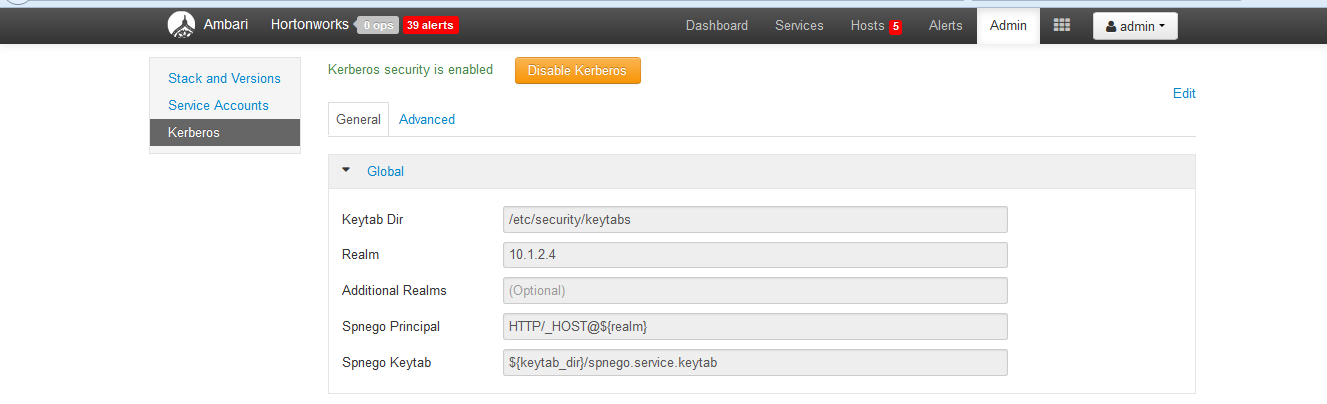 Ambari Hortonworks 0 ops 39 alerts Dashboard Services Hosts 5 Alerts Admin admin
Stack and Versions
Service Accounts
Kerberos
Kerberos security is enabled Disable Kerberos
Edit
General Advanced
Global
Keytab Dir /etc/security/keytabs
Realm 10.1.2.4
Additional Realms (Optional)
Spnego Principal HTTP/_HOST@${realm}
Spnego Keytab ${keytab_dir}/spnego.service.keytab